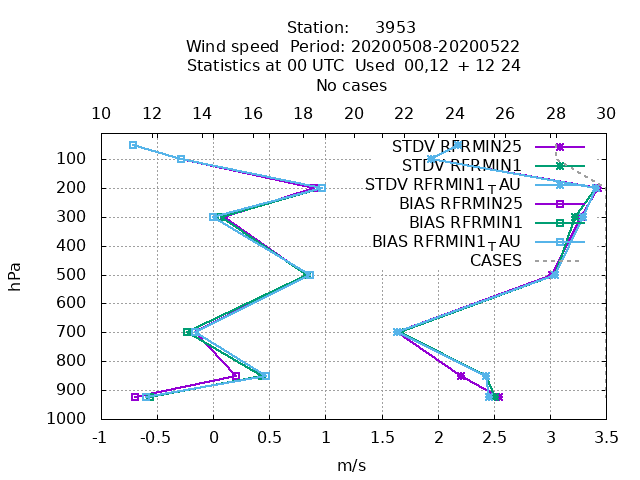 Station: 3953
Wind speed Period: 20200508-20200522
Statistics at 00 UTC Used 00,12 + 12 24
No cases
10 12 14 16 18 20 22 24 26 28 30
STDV RFRMIN25
STDV RFRMIN1
STDV RFRMIN1_TAU
BIAS RFRMIN25
BIAS RFRMIN1
BIAS RFRMIN1_TAU
CASES
hPa
100
200
300
400
500
600
700
800
900
1000
-1 -0.5 0 0.5 1 1.5 2 2.5 3 3.5
m/s